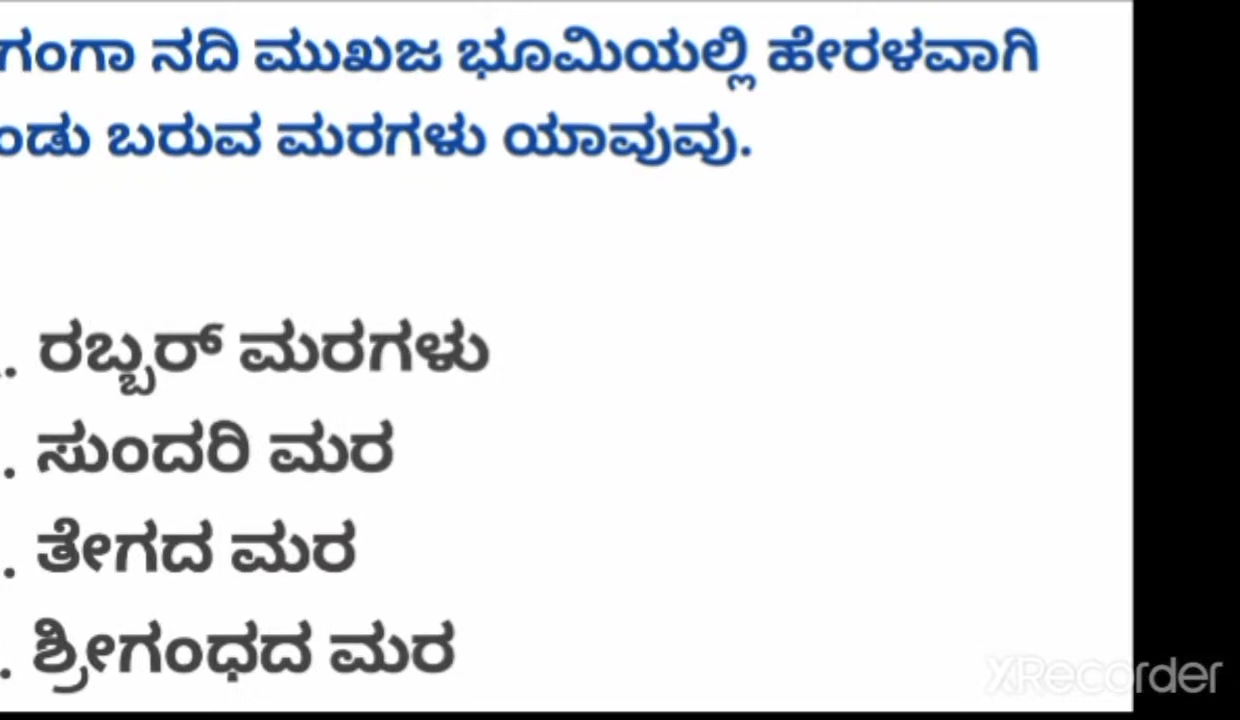 ಗಂಗಾ ನದಿ ಮುಖಜ ಭೂಮಿಯಲ್ಲಿ ಹೇರಳವಾಗಿ
ಂಡು ಬರುವ ಮರಗಳು ಯಾವುವು.
. ರಬ್ಬರ್ ಮರಗಳು
. ಸುಂದರಿ ಮರ
. ತೇಗದ ಮರ
. ಶ್ರೀಗಂಧದ ಮರ
XRecorder